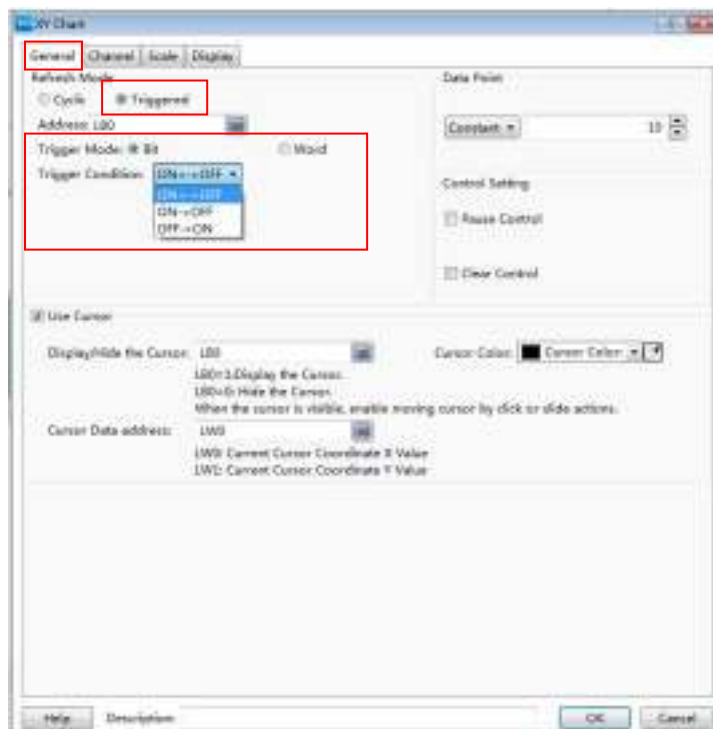 XY Chart
General Channel Scale Display
Refresh Mode
Cycle Triggered
Address: LB0
Trigger Mode: Bit Word
Trigger Condition: ON<->OFF
ON<->OFF
ON->OFF
OFF->ON
Data Point
Constant 10
Control Setting
Pause Control
Clear Control
Use Cursor
Display/Hide the Cursor: LB0 Cursor Color: Cursor Color
LB0=1:Display the Cursor.
LB0=0: Hide the Cursor.
When the cursor is visible, enable moving cursor by click or slide actions.
Cursor Data address: LW0
LW0: Current Cursor Coordinate X Value
LW1: Current Cursor Coordinate Y Value
Help Description: OK Cancel